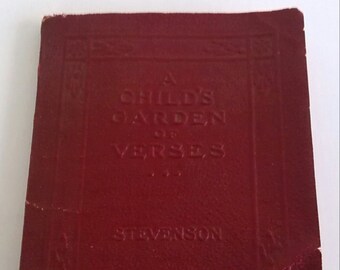 A
CHILD'S
GARDEN
OF
VERSES
...
STEVENSON